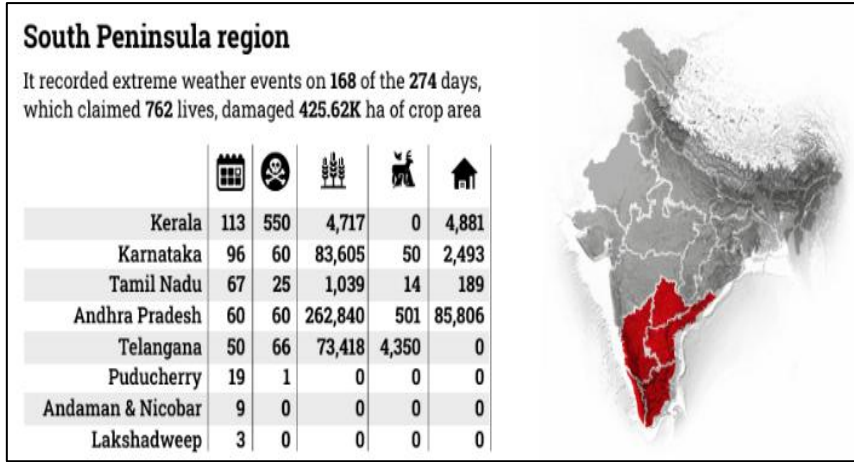 South Peninsula region
It recorded extreme weather events on 168 of the 274 days,
which claimed 762 lives, damaged 425.62K ha of crop area
Kerala 113 550 4,717 0 4,881
Karnataka 96 60 83,605 50 2,493
Tamil Nadu 67 25 1,039 14 189
Andhra Pradesh 60 60 262,840 501 85,806
Telangana 50 66 73,418 4,350 0
Puducherry 19 1 0 0 0
Andaman & Nicobar 9 0 0 0 0
Lakshadweep 3 0 0 0 0